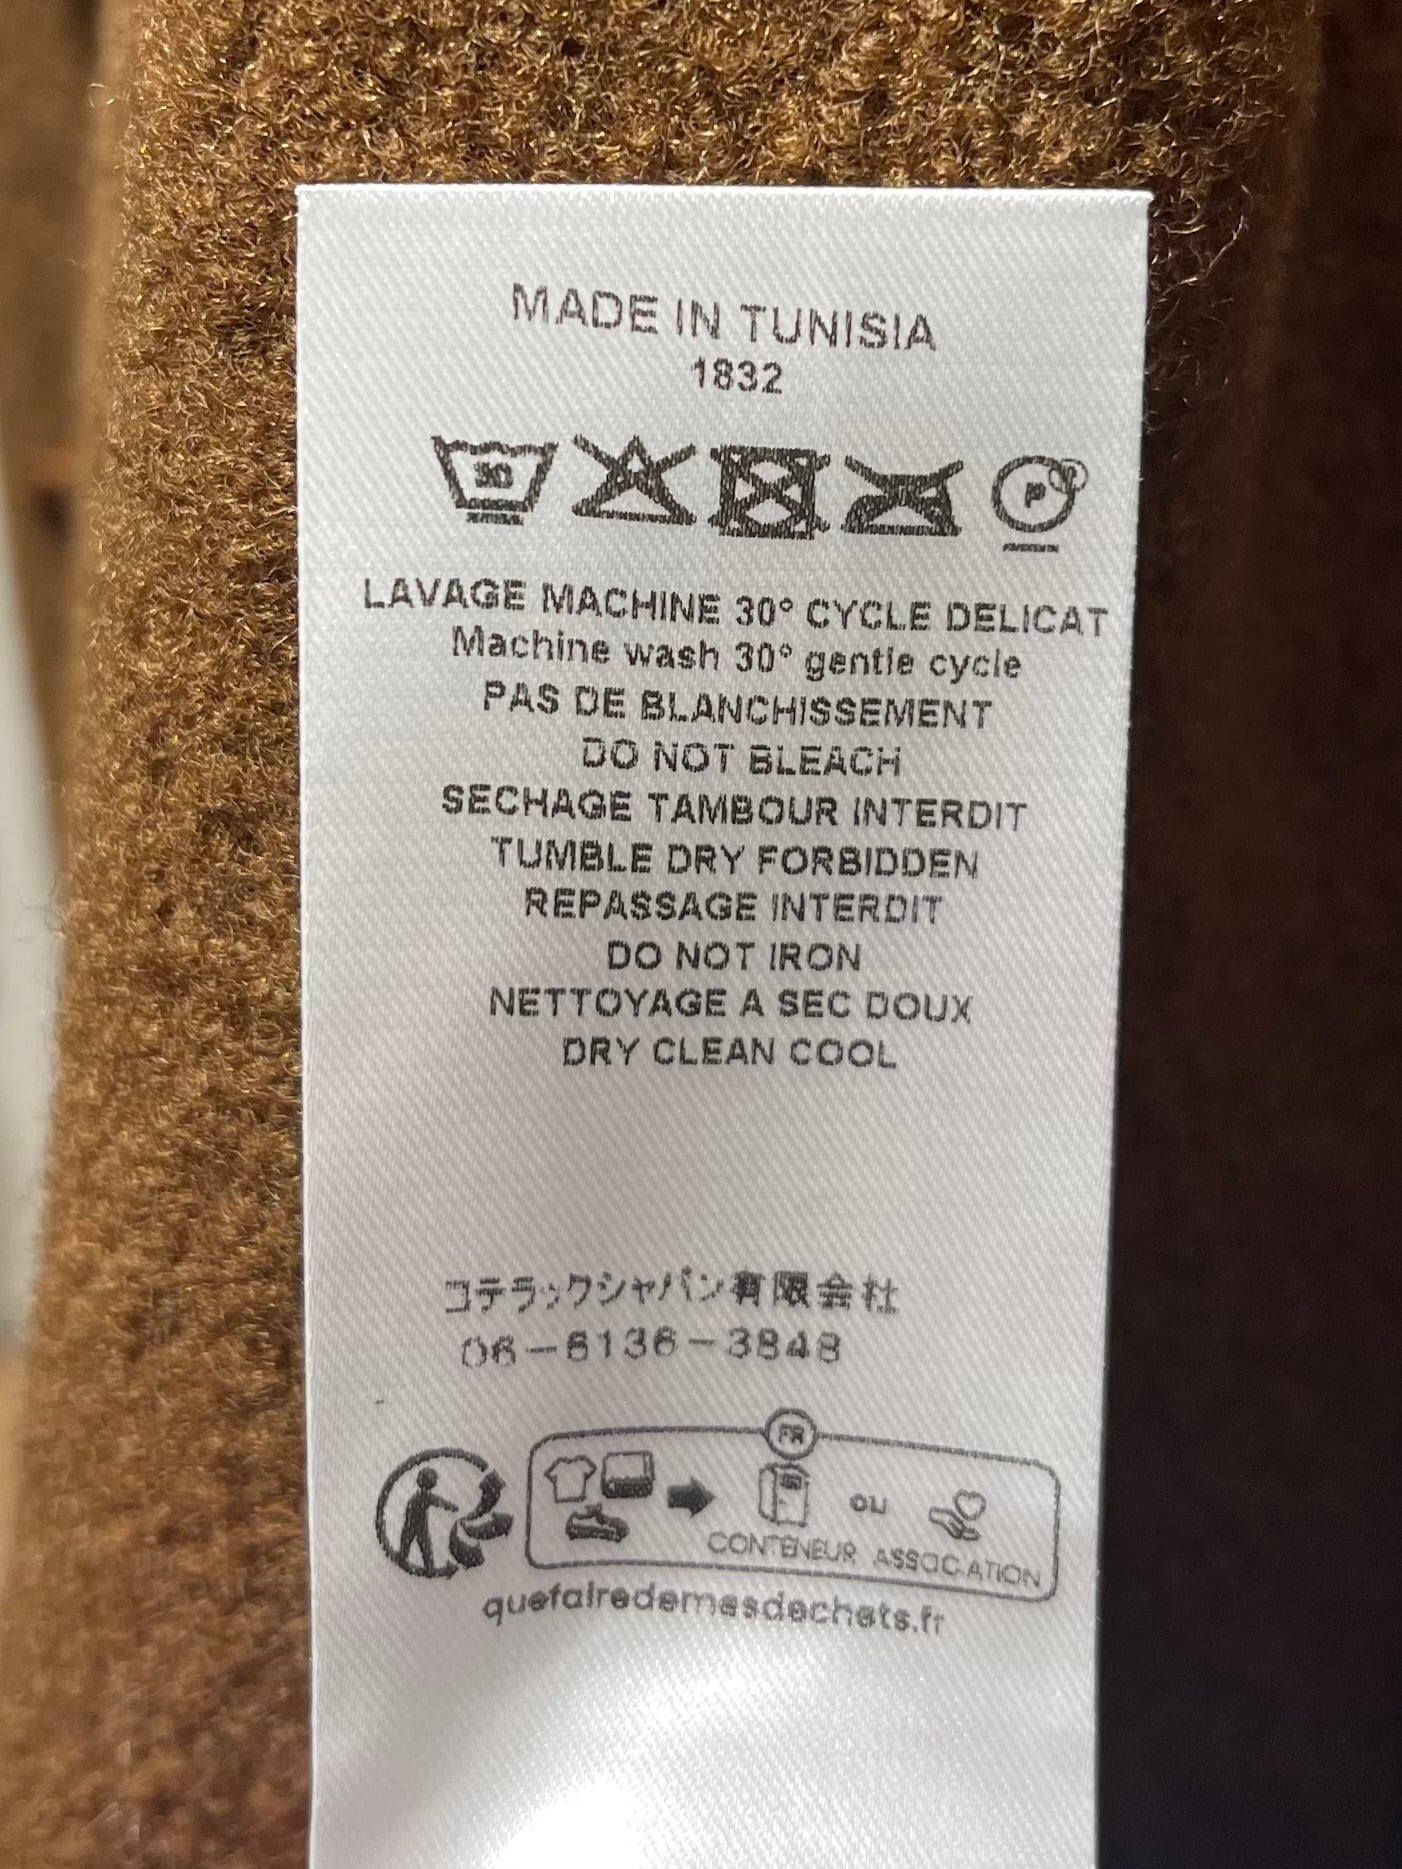 MADE IN TUNISIA
1832
30
P
LAVAGE MACHINE 30° CYCLE DELICAT
Machine wash 30° gentle cycle
PAS DE BLANCHISSEMENT
DO NOT BLEACH
SECHAGE TAMBOUR INTERDIT
TUMBLE DRY FORBIDDEN
REPASSAGE INTERDIT
DO NOT IRON
NETTOYAGE A SEC DOUX
DRY CLEAN COOL
コテラックジャパン有限会社
06-6136-3848
FR
ou
CONTENEUR ASSOCIATION
quefairedemesdechets.fr